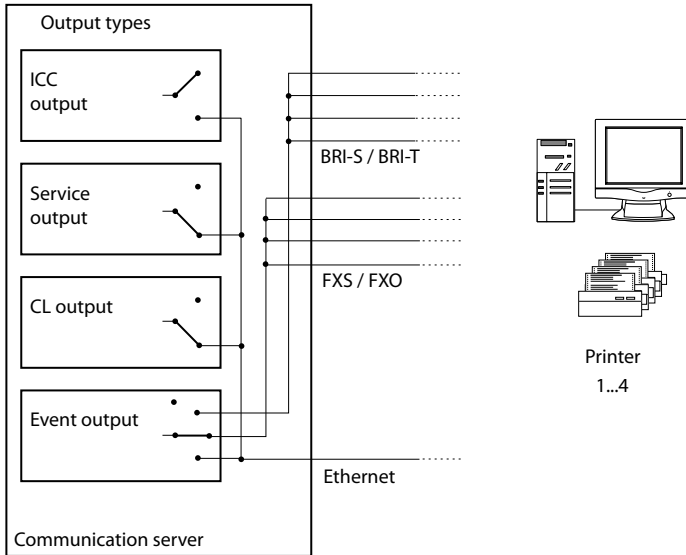 Output types
ICC
output
BRI-S / BRI-T
Service
output
FXS / FXO
CL output
Printer
1...4
Event output
Ethernet
Communication server